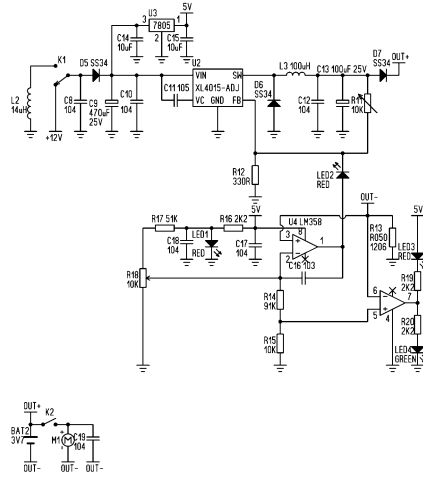 U3
5V
3 7805 1
2
C14
10uF
C15
10uF
K1
D5 SS34
U2
VIN SW
XL4015-ADJ
VC GND FB
L3 100uH
C13 100uF 25V
D7
SS34
OUT+
L2
14uH
C8
104
C9
470uF
25V
C10
104
C11 105
D6
SS34
C12
104
R11
10K
+12V
R12
330R
LED2
RED
OUT-
R17 51K
LED1
RED
R16 2K2
5V
U4 LM358
8
3
1
2
C18
104
C17
104
C16 103
R13
R050
1206
5V
LED3
RED
R18
10K
R14
91K
R19
2K2
6
7
5
4
R15
10K
R20
2K2
LED4
GREEN
OUT+
K2
BAT2
3V7
M1
M
C19
104
OUT-
OUT-
OUT-